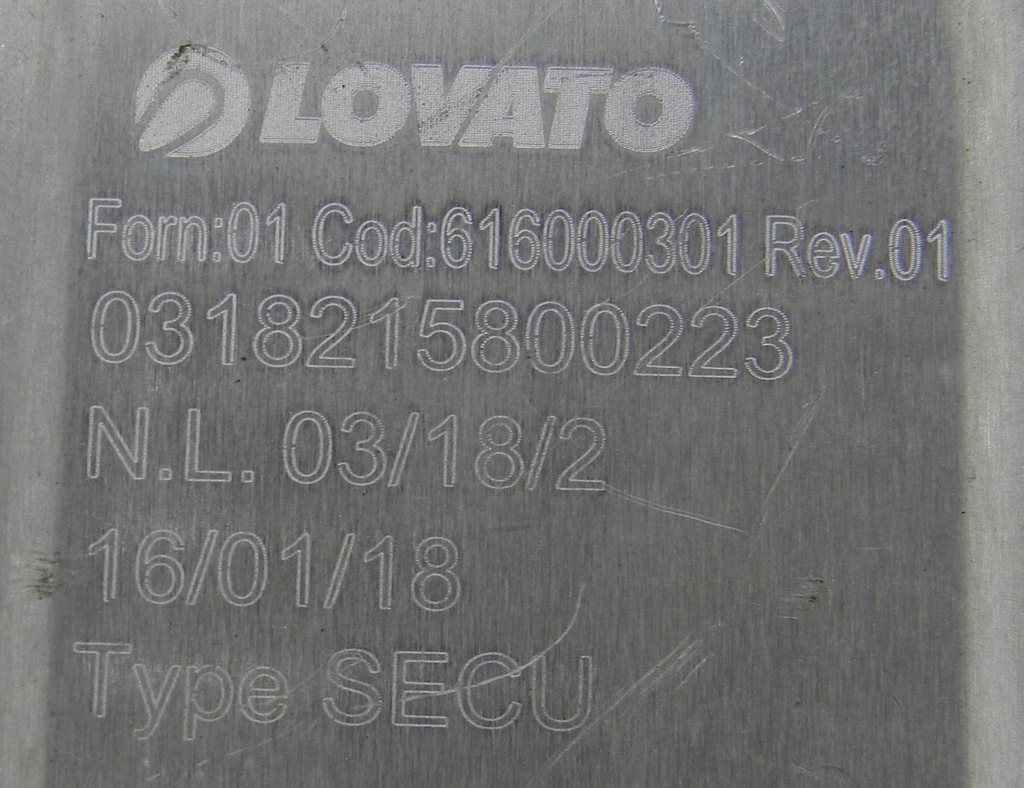 LOVATO
Forn:01 Cod:616000301 Rev.01
0318215800223
N.L. 03/18/2
16/01/18
Type SECU